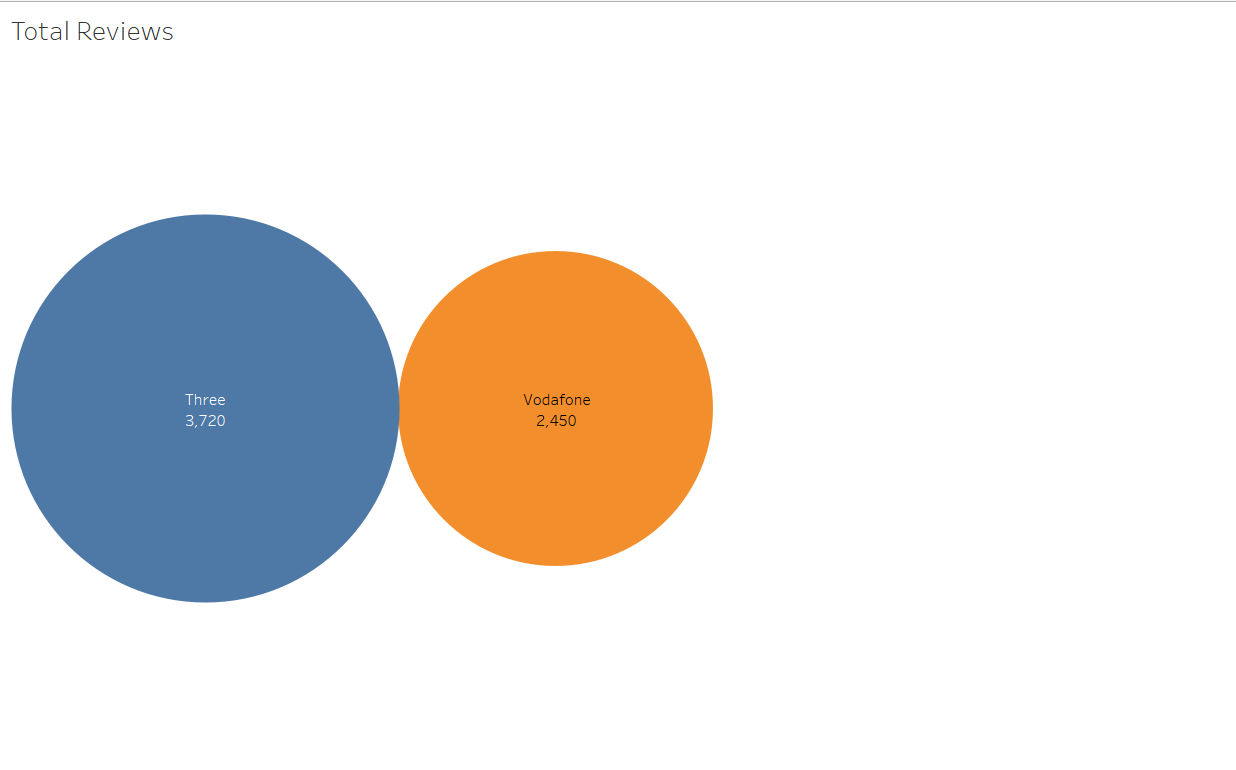 Total Reviews
Three
3,720
Vodafone
2,450